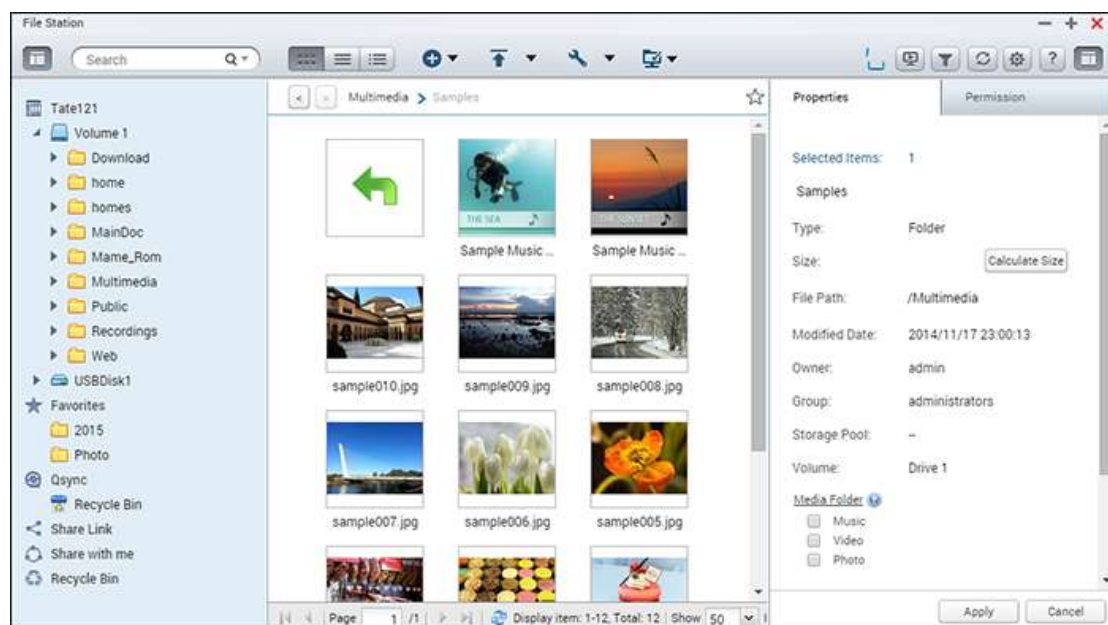 File Station
Search
Multimedia > Samples
Properties
Permission
Tate121
Volume 1
Download
home
homes
MainDoc
Mame_Rom
Multimedia
Public
Recordings
Web
USBDisk1
Favorites
2015
Photo
Qsync
Recycle Bin
Share Link
Share with me
Recycle Bin
THE SEA
THE SUNSET
Sample Music ...
Sample Music ...
sample010.jpg
sample009.jpg
sample008.jpg
sample007.jpg
sample006.jpg
sample005.jpg
Page 1 /1
Display item: 1-12, Total: 12 | Show 50
Selected Items: 1
Samples
Type: Folder
Size: Calculate Size
File Path: /Multimedia
Modified Date: 2014/11/17 23:00:13
Owner: admin
Group: administrators
Storage Pool: --
Volume: Drive 1
Media Folder
Music
Video
Photo
Apply
Cancel